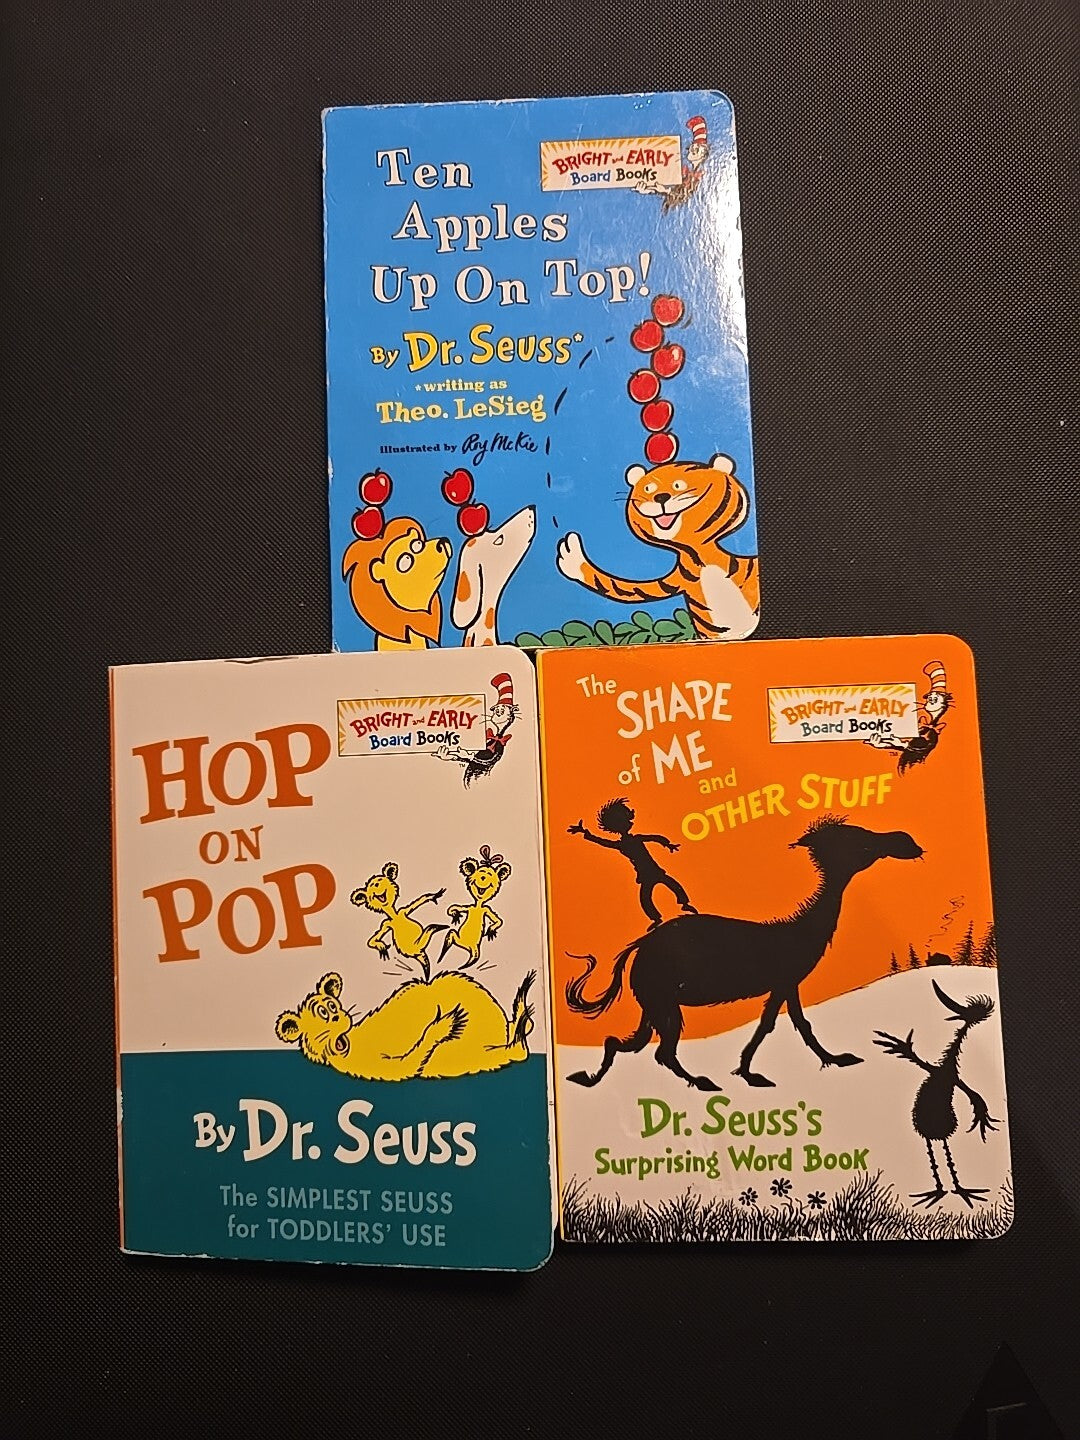 Ten
Apples
Up On Top!
BRIGHT and EARLY
Board Books
By Dr. Seuss*
*writing as
Theo. LeSieg
illustrated by Roy McKie
HOP
ON
POP
BRIGHT and EARLY
Board Books
TM
By Dr. Seuss
The SIMPLEST SEUSS
for TODDLERS' USE
The SHAPE
of ME
and
OTHER STUFF
BRIGHT and EARLY
Board Books
TM
Dr. Seuss's
Surprising Word Book